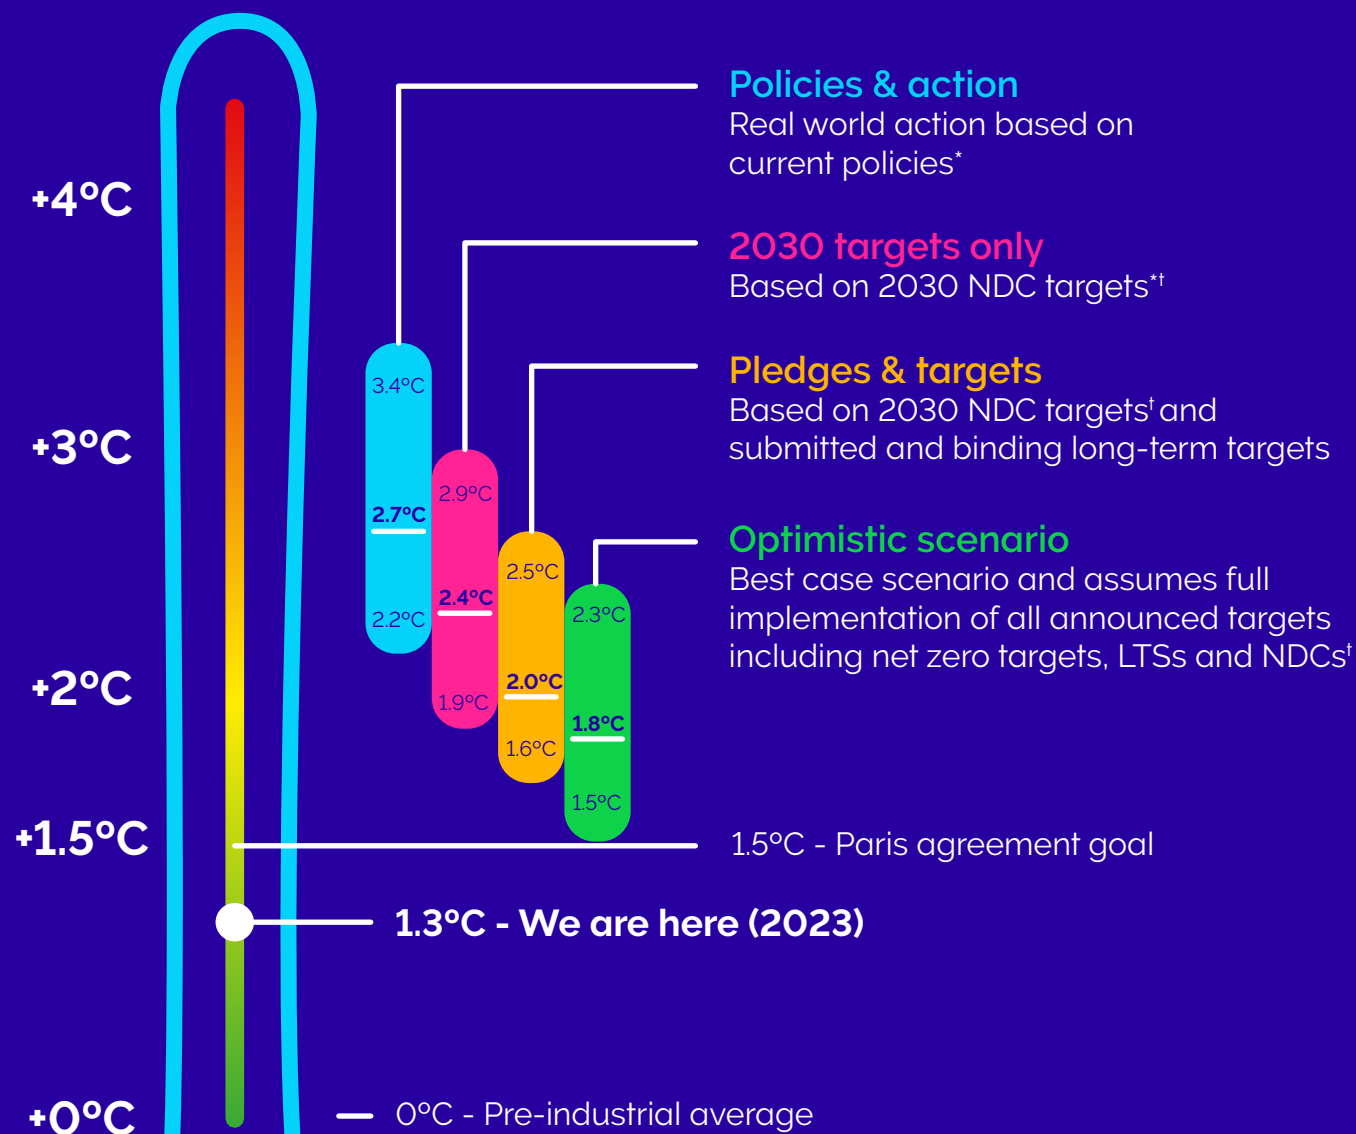 Policies & action
Real world action based on
current policies*
+4°C
2030 targets only
Based on 2030 NDC targets*†
Pledges & targets
Based on 2030 NDC targets† and
submitted and binding long-term targets
3.4°C
+3°C
2.9°C
2.7°C
Optimistic scenario
Best case scenario and assumes full
implementation of all announced targets
including net zero targets, LTSs and NDCs†
2.5°C
2.4°C
2.3°C
2.2°C
+2°C
2.0°C
1.9°C
1.8°C
1.6°C
1.5°C
+1.5°C
1.5°C - Paris agreement goal
1.3°C - We are here (2023)
+0°C
0°C - Pre-industrial average